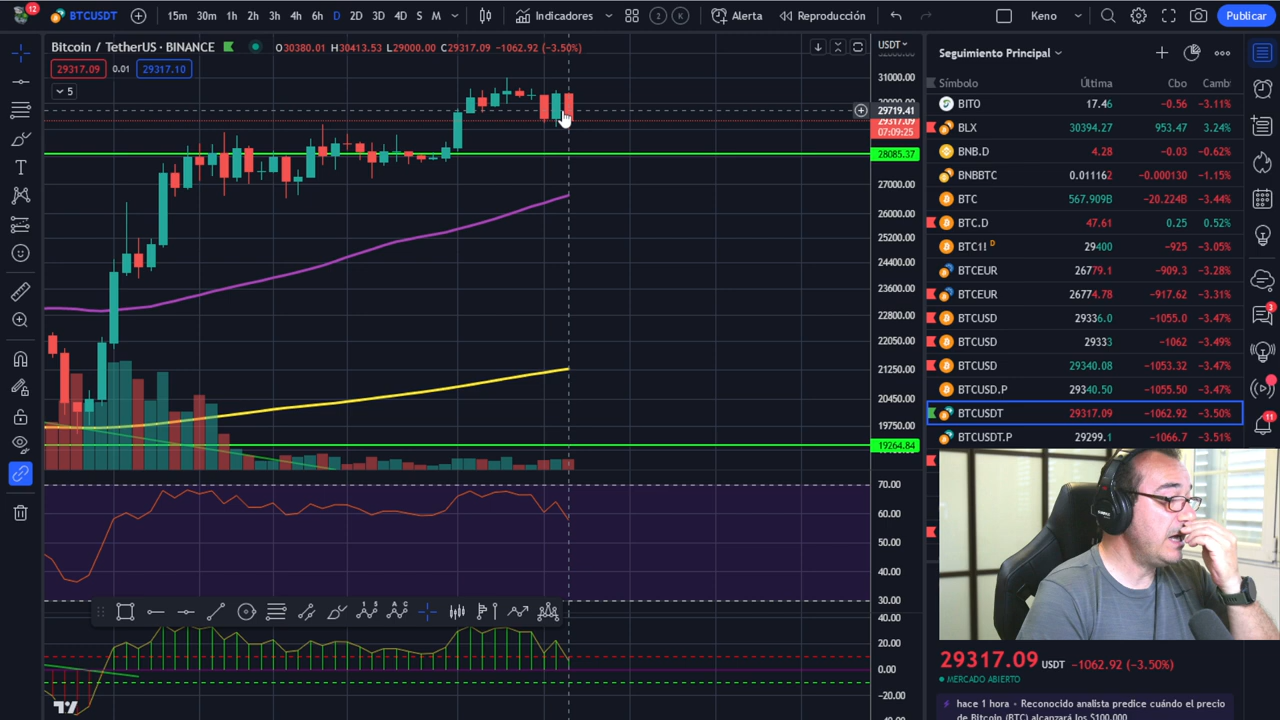 12
BTCUSDT
15m 30m 1h 2h 3h 4h 6h D 2D 3D 4D S M
Indicadores
2 K
Alerta
Reproducción
Keno
Publicar
Bitcoin / TetherUS · BINANCE
O30380.01 H30413.53 L29000.00 C29317.09 −1062.92 (−3.50%)
29317.09 0.01 29317.10
5
USDT
31000.00
29719.41
29317.09
07:09:25
28085.37
27000.00
26000.00
25200.00
24400.00
23600.00
22800.00
22050.00
21250.00
20450.00
19750.00
19264.84
70.00
60.00
50.00
40.00
30.00
40.00
20.00
0.00
−20.00
Seguimiento Principal
Símbolo Última Cbo Camb
BITO 17.46 −0.56 −3.11%
BLX 30394.27 953.47 3.24%
BNB.D 4.28 −0.03 −0.62%
BNBBTC 0.011162 −0.000130 −1.15%
BTC 567.909B −20.224B −3.44%
BTC.D 47.61 0.25 0.52%
BTC1! D 29400 −925 −3.05%
BTCEUR 26779.1 −909.3 −3.28%
BTCEUR 26774.78 −917.62 −3.31%
BTCUSD 29336.0 −1055.0 −3.47%
BTCUSD 29333 −1062 −3.49%
BTCUSD 29340.08 −1053.32 −3.47%
BTCUSD.P 29340.50 −1055.50 −3.47%
BTCUSDT 29317.09 −1062.92 −3.50%
BTCUSDT.P 29299.1 −1066.7 −3.51%
3
11
29317.09 USDT −1062.92 (−3.50%)
MERCADO ABIERTO
hace 1 hora · Reconocido analista predice cuándo el precio
de Bitcoin (BTC) alcanzará los $100.000